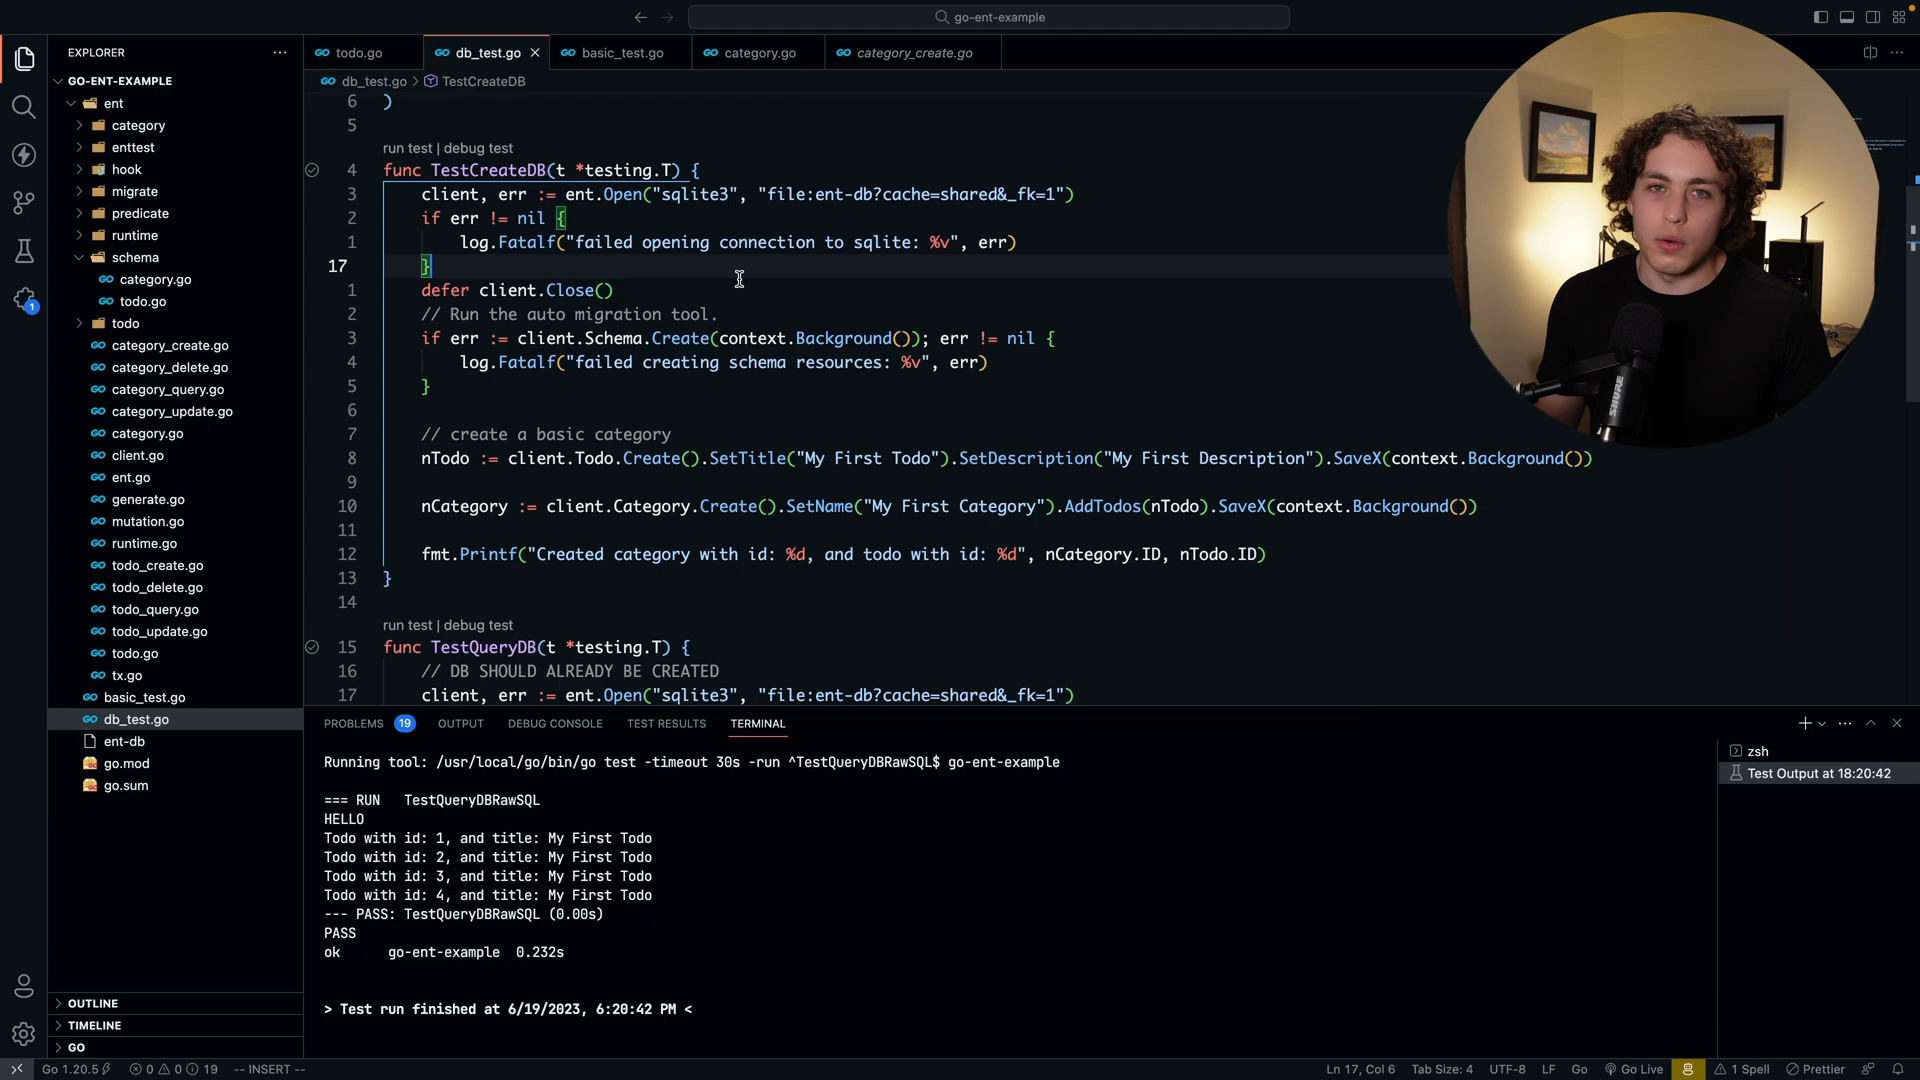 go-ent-example
EXPLORER
GO-ENT-EXAMPLE
ent
category
enttest
hook
migrate
predicate
runtime
schema
category.go
todo.go
todo
category_create.go
category_delete.go
category_query.go
category_update.go
category.go
client.go
ent.go
generate.go
mutation.go
runtime.go
todo_create.go
todo_delete.go
todo_query.go
todo_update.go
todo.go
tx.go
basic_test.go
db_test.go
ent-db
go.mod
go.sum
OUTLINE
TIMELINE
GO
1
todo.go
db_test.go
basic_test.go
category.go
category_create.go
db_test.go > TestCreateDB
6 )
5
run test | debug test
4 func TestCreateDB(t *testing.T) {
3 client, err := ent.Open("sqlite3", "file:ent-db?cache=shared&_fk=1")
2 if err != nil {
1 log.Fatalf("failed opening connection to sqlite: %v", err)
17 }
1 defer client.Close()
2 // Run the auto migration tool.
3 if err := client.Schema.Create(context.Background()); err != nil {
4 log.Fatalf("failed creating schema resources: %v", err)
5 }
6
7 // create a basic category
8 nTodo := client.Todo.Create().SetTitle("My First Todo").SetDescription("My First Description").SaveX(context.Background())
9
10 nCategory := client.Category.Create().SetName("My First Category").AddTodos(nTodo).SaveX(context.Background())
11
12 fmt.Printf("Created category with id: %d, and todo with id: %d", nCategory.ID, nTodo.ID)
13 }
14
run test | debug test
15 func TestQueryDB(t *testing.T) {
16 // DB SHOULD ALREADY BE CREATED
17 client, err := ent.Open("sqlite3", "file:ent-db?cache=shared&_fk=1")
SHURE
PROBLEMS 19 OUTPUT DEBUG CONSOLE TEST RESULTS TERMINAL
Running tool: /usr/local/go/bin/go test -timeout 30s -run ^TestQueryDBRawSQL$ go-ent-example
=== RUN TestQueryDBRawSQL
HELLO
Todo with id: 1, and title: My First Todo
Todo with id: 2, and title: My First Todo
Todo with id: 3, and title: My First Todo
Todo with id: 4, and title: My First Todo
--- PASS: TestQueryDBRawSQL (0.00s)
PASS
ok go-ent-example 0.232s
> Test run finished at 6/19/2023, 6:20:42 PM <
zsh
Test Output at 18:20:42
Go 1.20.5 0 0 19 -- INSERT --
Ln 17, Col 6 Tab Size: 4 UTF-8 LF Go Go Live 1 Spell Prettier